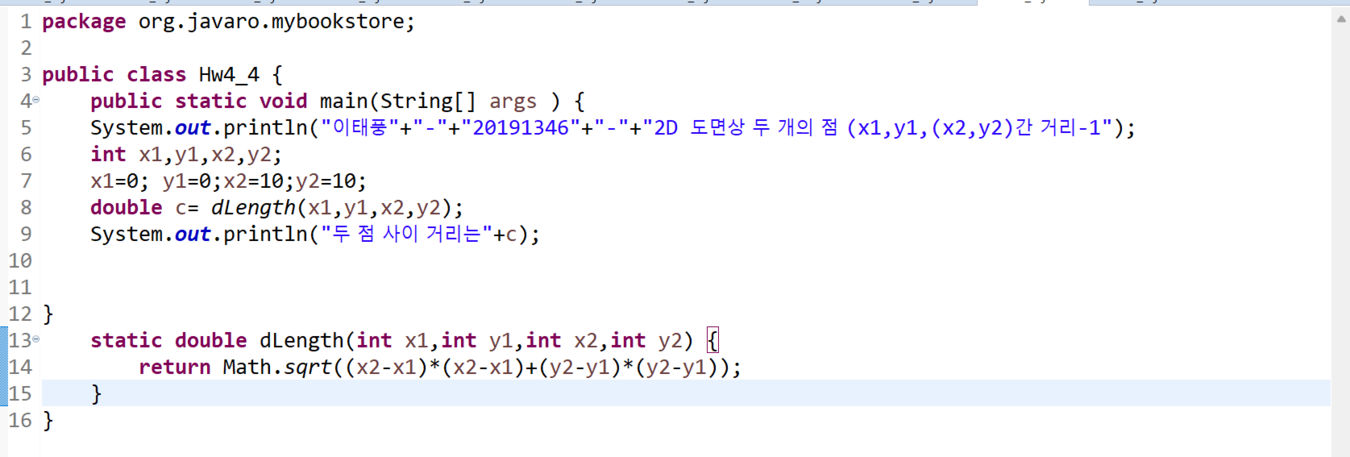 1 package org.javaro.mybookstore;
2
3 public class Hw4_4 {
4 public static void main(String[] args ) {
5 System.out.println("이태풍"+"-"+"20191346"+"-"+"2D 도면상 두 개의 점 (x1,y1,(x2,y2)간 거리-1");
6 int x1,y1,x2,y2;
7 x1=0; y1=0;x2=10;y2=10;
8 double c= dLength(x1,y1,x2,y2);
9 System.out.println("두 점 사이 거리는"+c);
10
11
12 }
13 static double dLength(int x1,int y1,int x2,int y2) {
14 return Math.sqrt((x2-x1)*(x2-x1)+(y2-y1)*(y2-y1));
15 }
16 }